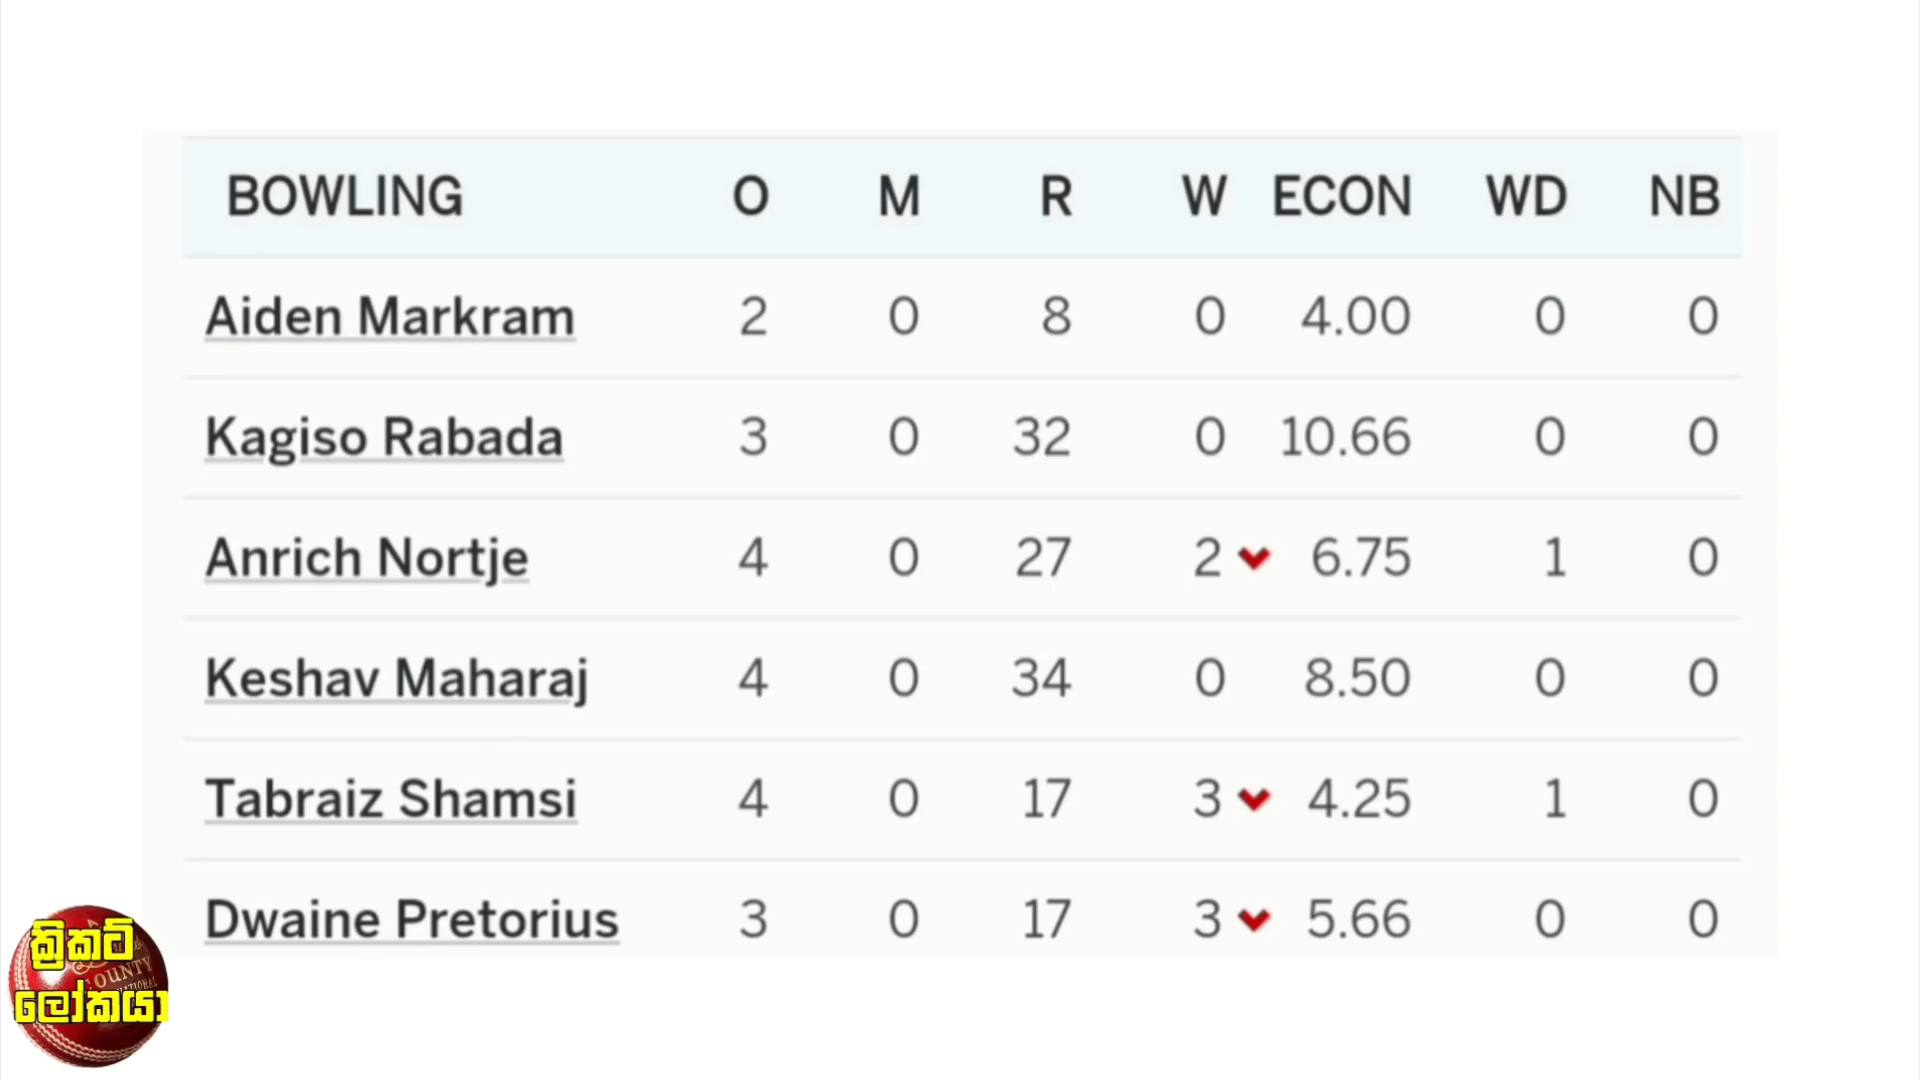 BOWLING O M R W ECON WD NB
Aiden Markram 2 0 8 0 4.00 0 0
Kagiso Rabada 3 0 32 0 10.66 0 0
Anrich Nortje 4 0 27 2 6.75 1 0
Keshav Maharaj 4 0 34 0 8.50 0 0
Tabraiz Shamsi 4 0 17 3 4.25 1 0
Dwaine Pretorius 3 0 17 3 5.66 0 0
ක්‍රිකට්
COUNTY
ලෝකයා